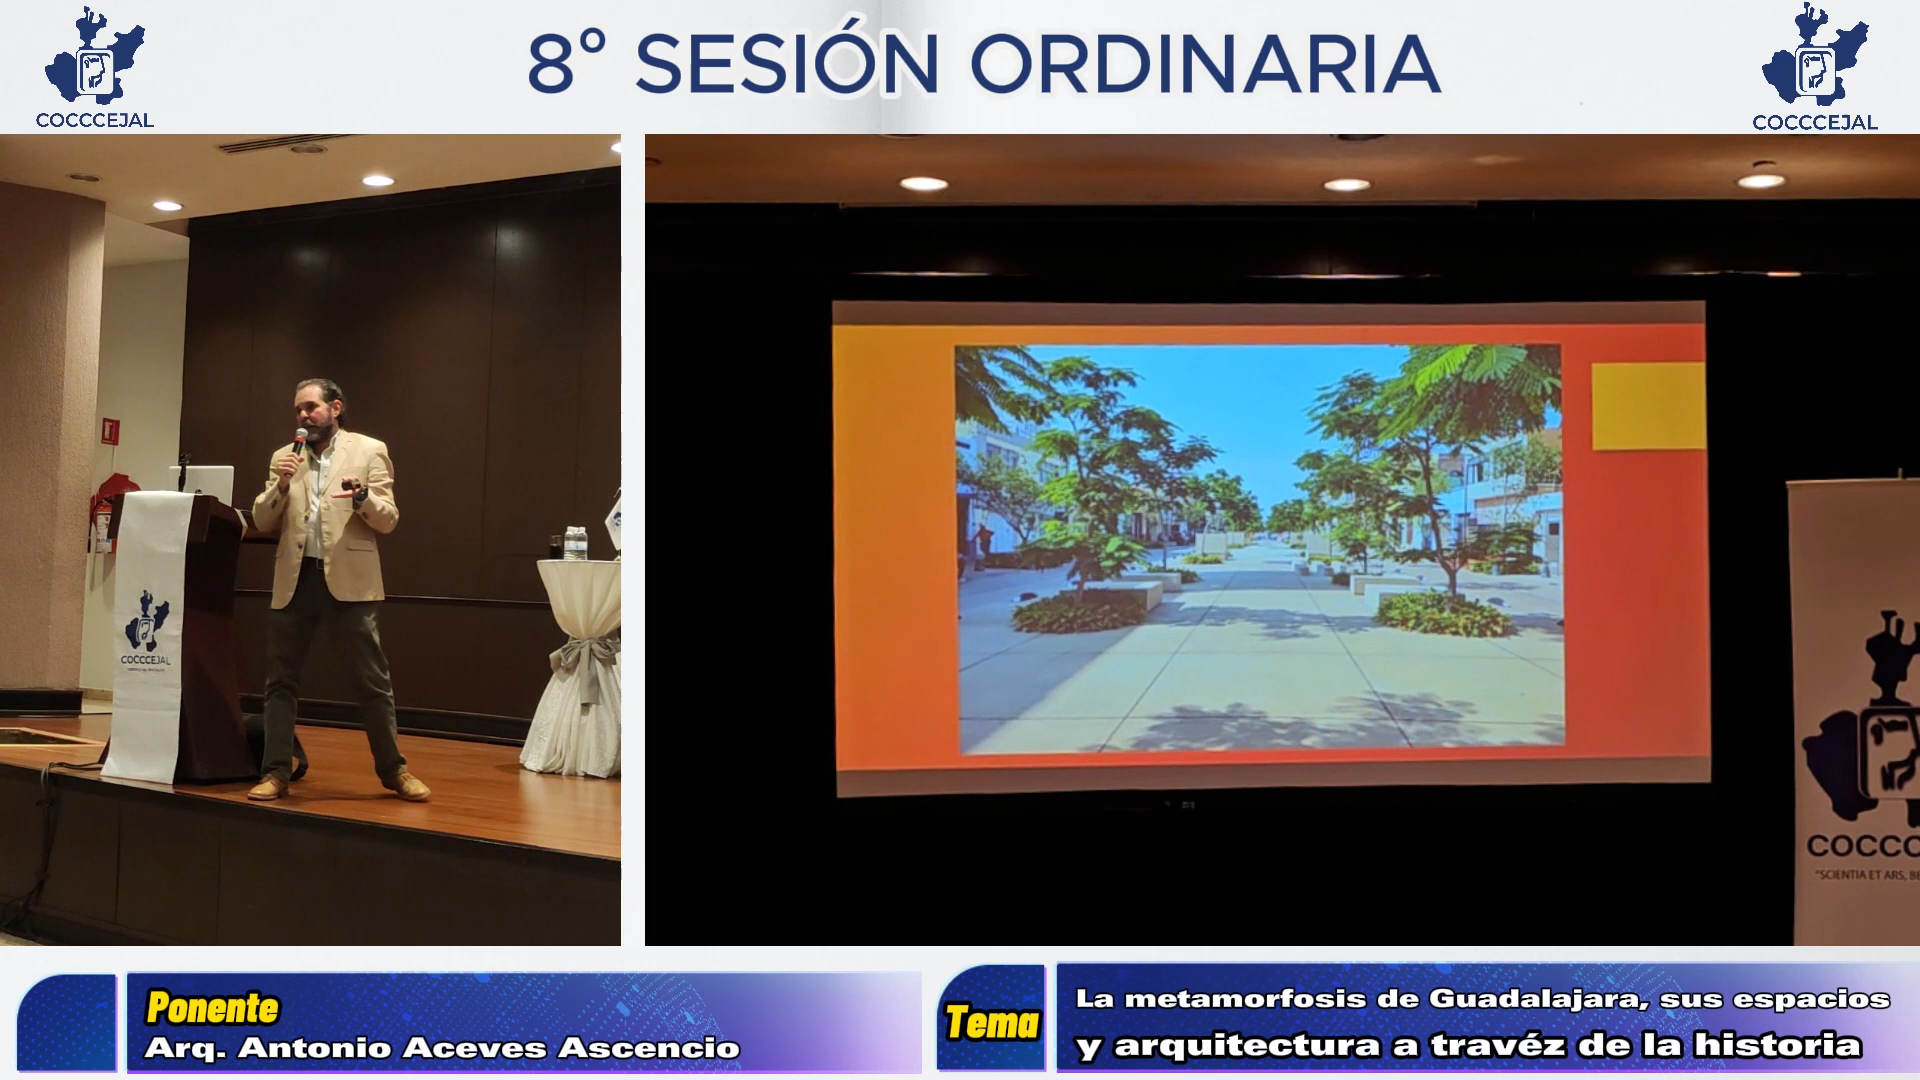 8° SESIÓN ORDINARIA
COCCCEJAL
COCCCEJAL
COCCCEJAL
COCCC
"SCIENTIA ET ARS, BE
Ponente
Arq. Antonio Aceves Ascencio
Tema
La metamorfosis de Guadalajara, sus espacios
y arquitectura a travéz de la historia